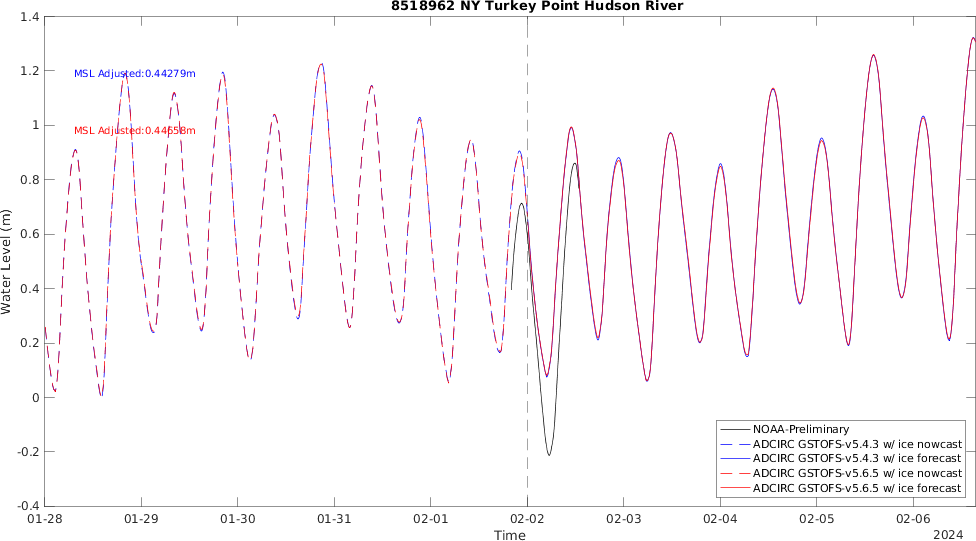 8518962 NY Turkey Point Hudson River
1.4
1.2
1
0.8
0.6
0.4
0.2
0
-0.2
-0.4
Water Level (m)
MSL Adjusted:0.44279m
MSL Adjusted:0.44658m
NOAA-Preliminary
ADCIRC GSTOFS-v5.4.3 w/ ice nowcast
ADCIRC GSTOFS-v5.4.3 w/ ice forecast
ADCIRC GSTOFS-v5.6.5 w/ ice nowcast
ADCIRC GSTOFS-v5.6.5 w/ ice forecast
01-28 01-29 01-30 01-31 02-01 02-02 02-03 02-04 02-05 02-06
Time
2024